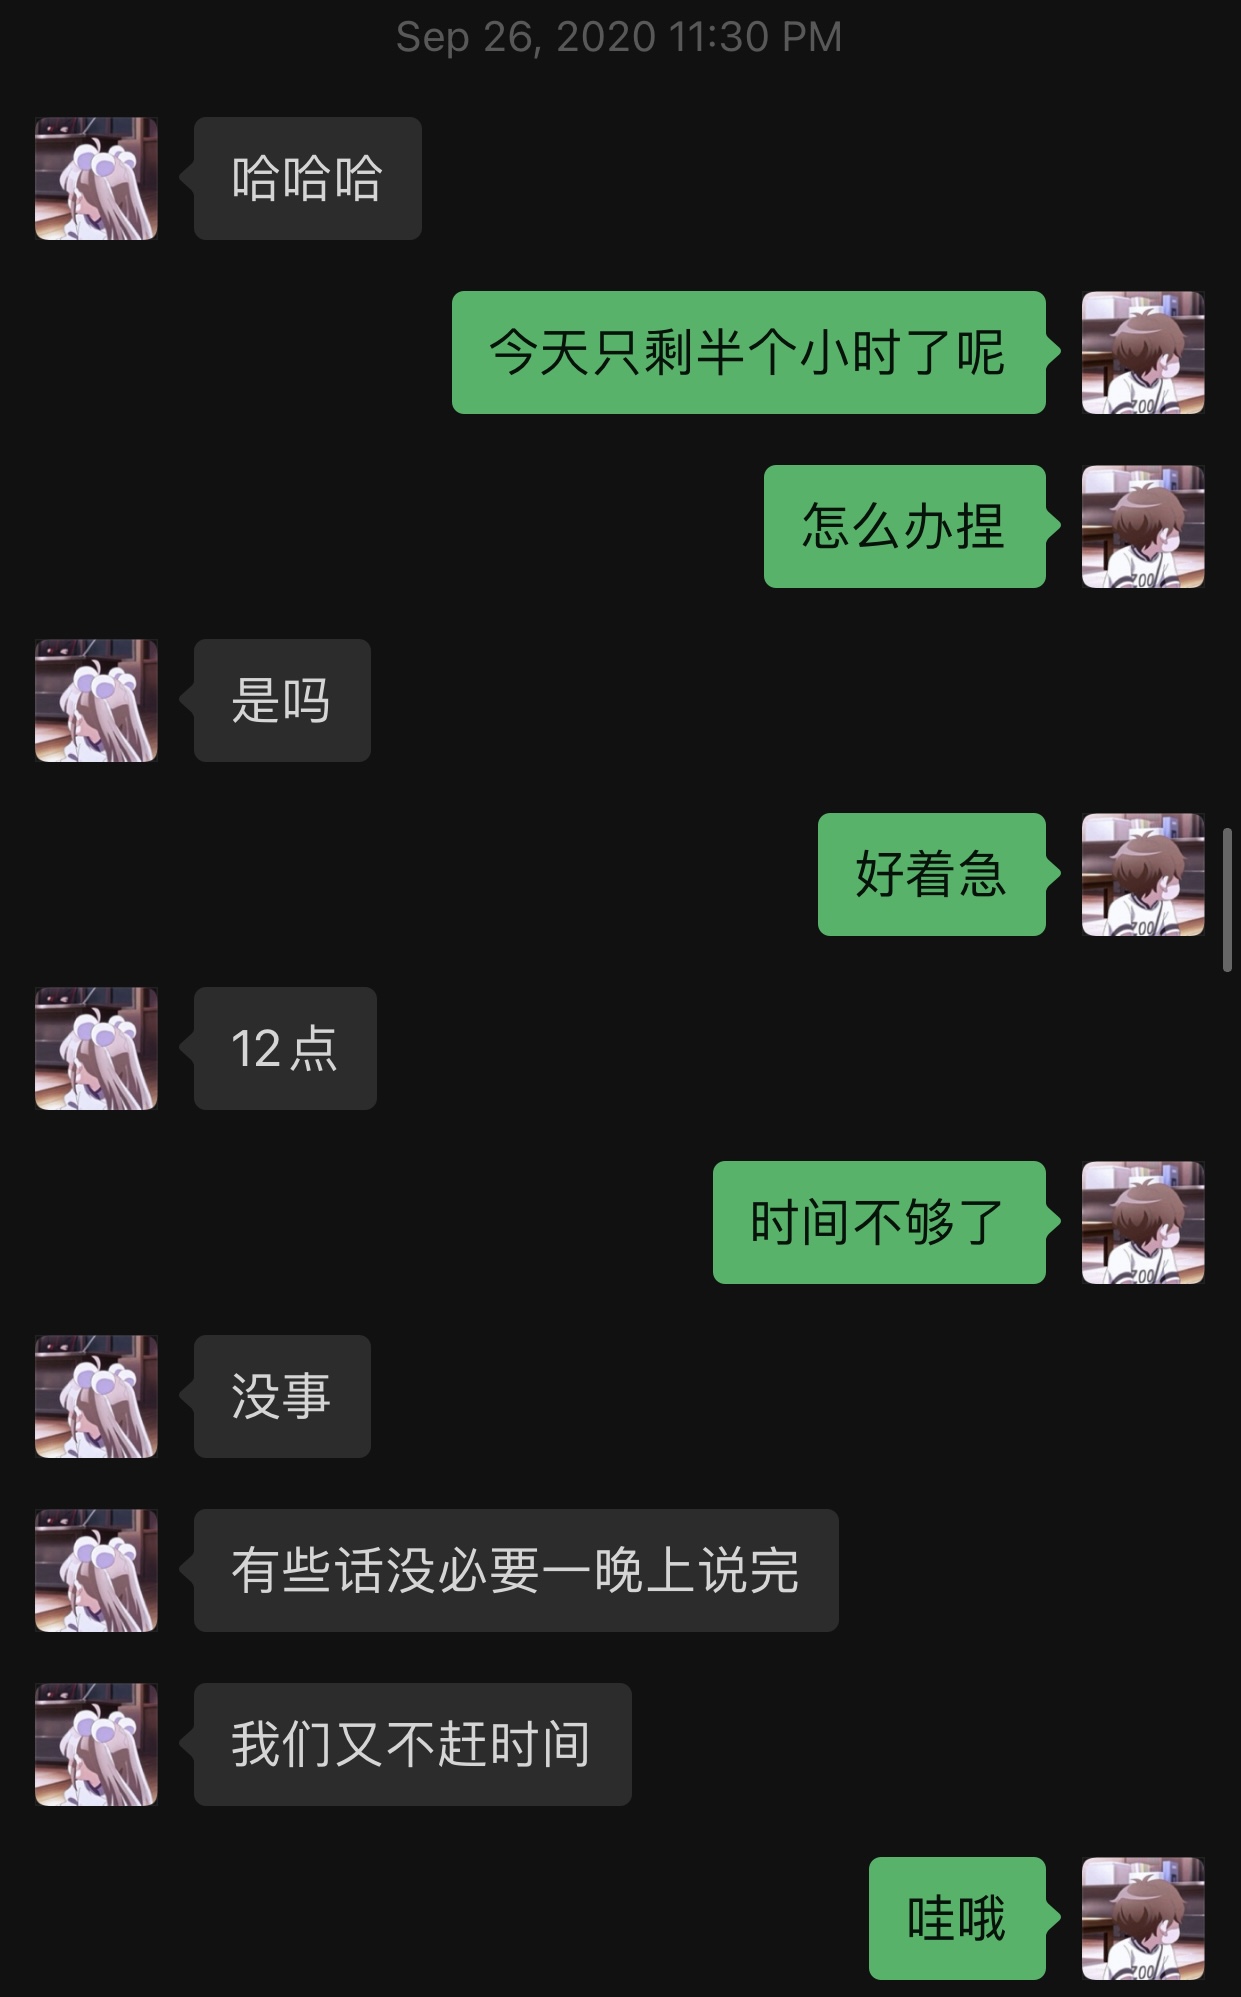 Sep 26, 2020 11:30 PM
哈哈哈
今天只剩半个小时了呢
怎么办捏
是吗
好着急
12点
时间不够了
没事
有些话没必要一晚上说完
我们又不赶时间
哇哦